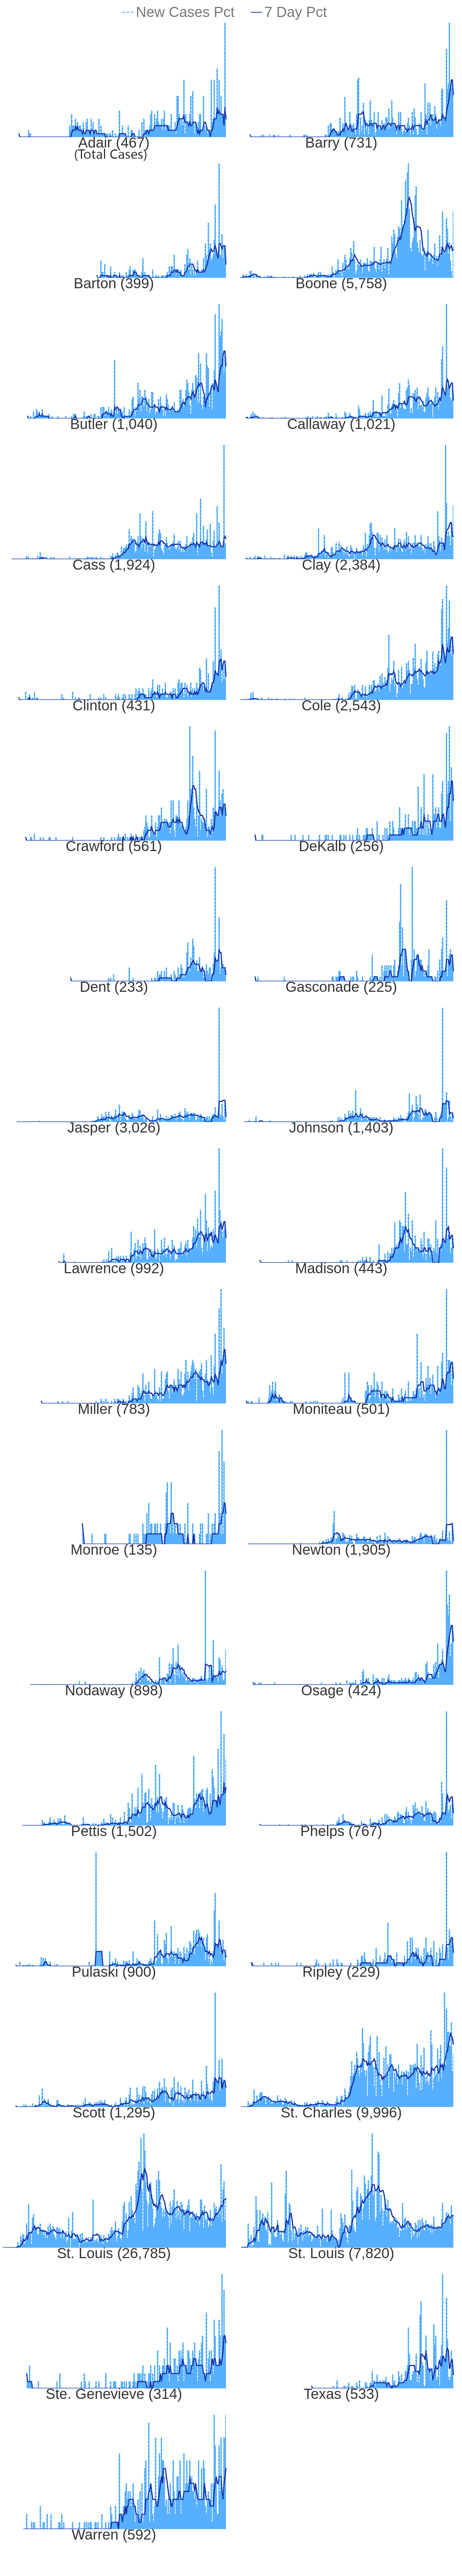 New Cases Pct 7 Day Pct
Adair (467) Barry (731)
(Total Cases)
Barton (399) Boone (5,758)
Butler (1,040) Callaway (1,021)
Cass (1,924) Clay (2,384)
Clinton (431) Cole (2,543)
Crawford (561) DeKalb (256)
Dent (233) Gasconade (225)
Jasper (3,026) Johnson (1,403)
Lawrence (992) Madison (443)
Miller (783) Moniteau (501)
Monroe (135) Newton (1,905)
Nodaway (898) Osage (424)
Pettis (1,502) Phelps (767)
Pulaski (900) Ripley (229)
Scott (1,295) St. Charles (9,996)
St. Louis (26,785) St. Louis (7,820)
Ste. Genevieve (314) Texas (533)
Warren (592)